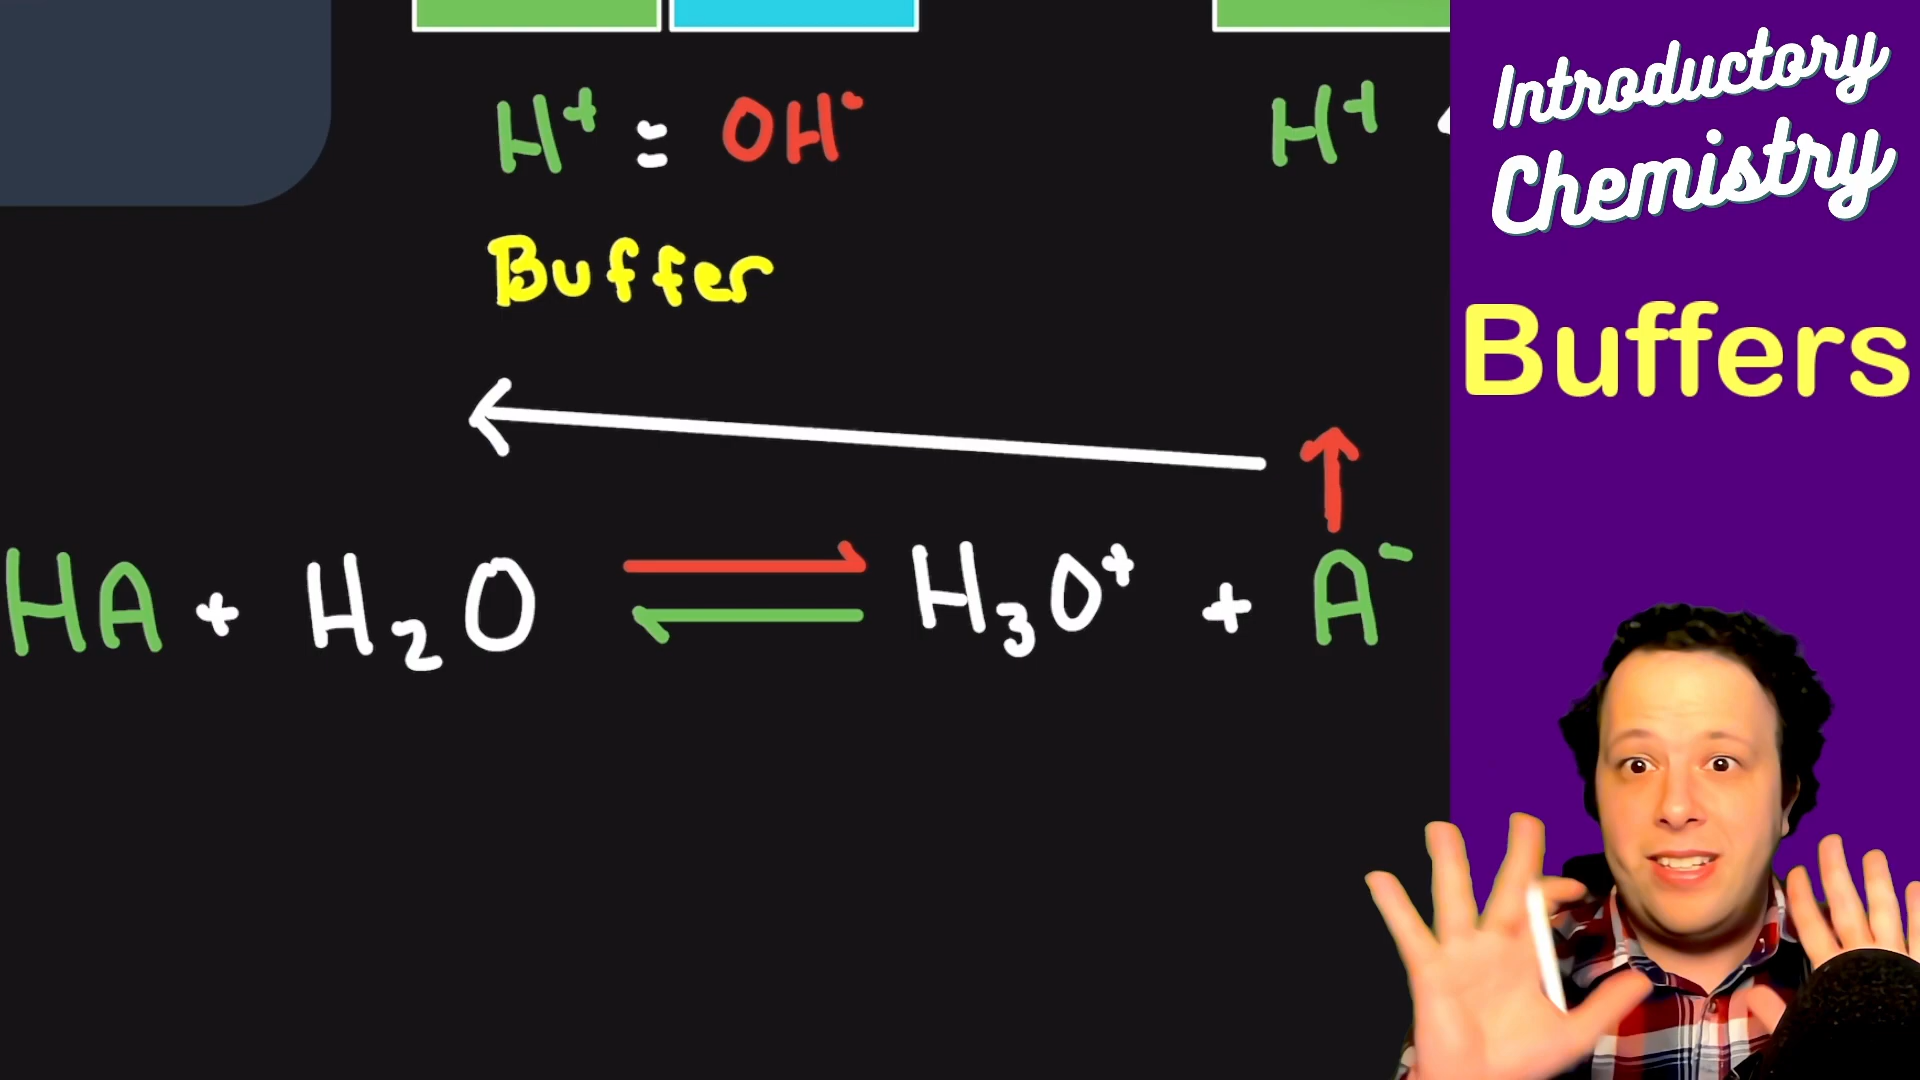 H⁺ = OH⁻
H⁺
Buffer
HA + H₂O ⇌ H₃O⁺ + A⁻
Introductory
Chemistry
Buffers